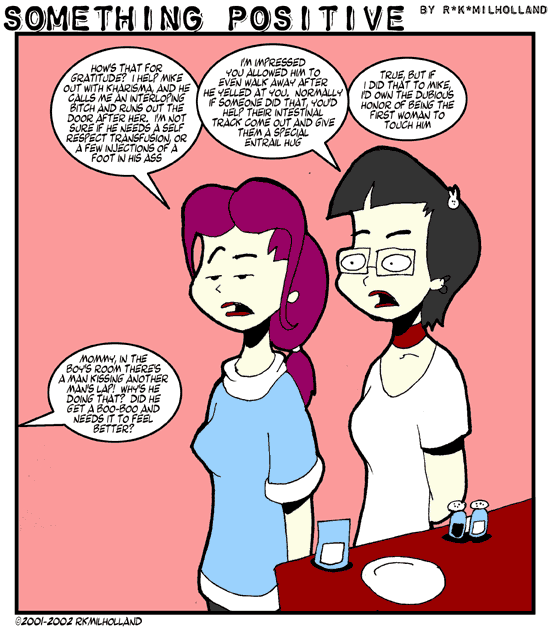 SOMETHING POSITIVE BY R*K*MILHOLLAND
HOW'S THAT FOR
GRATITUDE? I HELP MIKE
OUT WITH KHARISMA, AND HE
CALLS ME AN INTERLOPING
BITCH AND RUNS OUT THE
DOOR AFTER HER. I'M NOT
SURE IF HE NEEDS A SELF
RESPECT TRANSFUSION, OR
A FEW INJECTIONS OF A
FOOT IN HIS ASS
I'M IMPRESSED
YOU ALLOWED HIM TO
EVEN WALK AWAY AFTER
HE YELLED AT YOU. NORMALLY
IF SOMEONE DID THAT, YOU'D
HELP THEIR INTESTINAL
TRACK COME OUT AND GIVE
THEM A SPECIAL
ENTRAIL HUG
TRUE, BUT IF
I DID THAT TO MIKE,
I'D OWN THE DUBIOUS
HONOR OF BEING THE
FIRST WOMAN TO
TOUCH HIM
MOMMY, IN THE
BOY'S ROOM THERE'S
A MAN KISSING ANOTHER
MAN'S LAP! WHY'S HE
DOING THAT? DID HE
GET A BOO-BOO AND
NEEDS IT TO FEEL
BETTER?
©2001-2002 RKMILHOLLAND